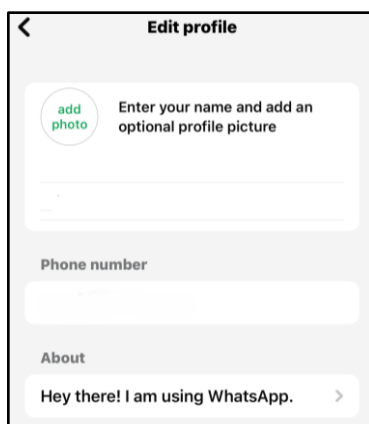 Edit profile
add
photo
Enter your name and add an
optional profile picture
Phone number
About
Hey there! I am using WhatsApp.